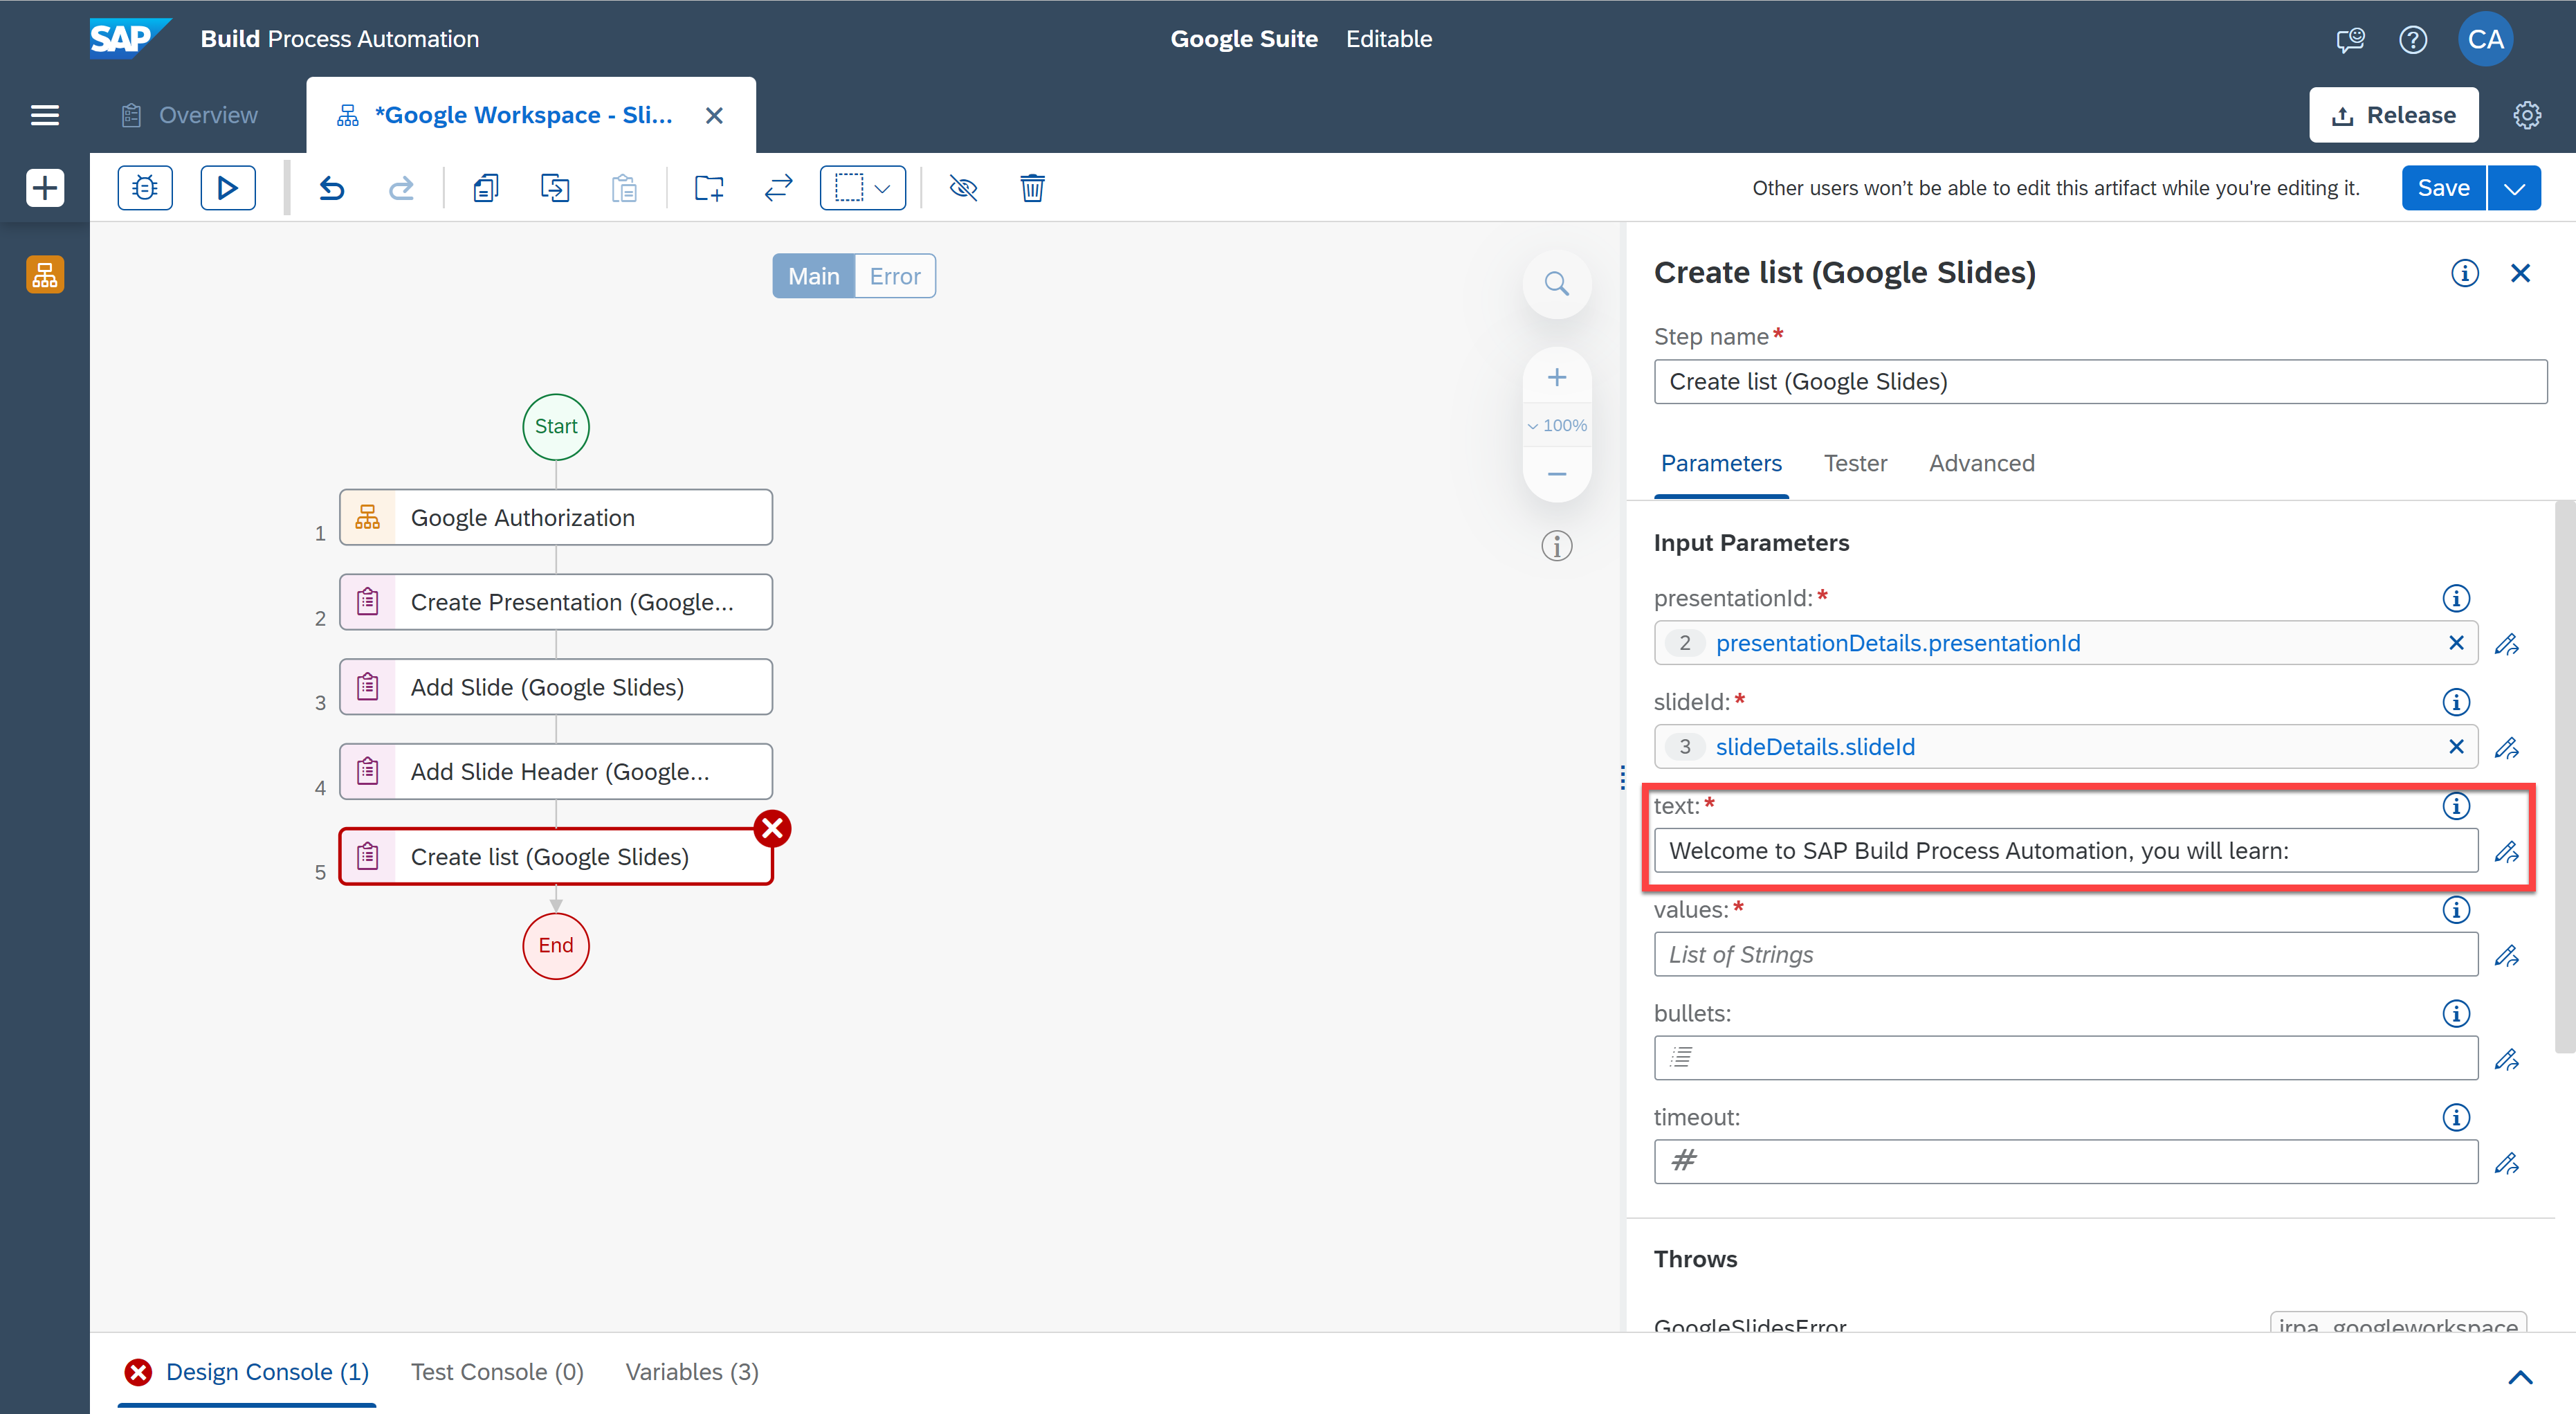 SAP Build Process Automation
Google Suite Editable
CA
Overview
*Google Workspace - Sli...
Release
Other users won't be able to edit this artifact while you're editing it.
Save
Main
Error
100%
Start
1 Google Authorization
2 Create Presentation (Google...
3 Add Slide (Google Slides)
4 Add Slide Header (Google...
5 Create list (Google Slides)
End
Create list (Google Slides)
Step name*
Create list (Google Slides)
Parameters Tester Advanced
Input Parameters
presentationId:*
2 presentationDetails.presentationId
slideId:*
3 slideDetails.slideId
text:*
Welcome to SAP Build Process Automation, you will learn:
values:*
List of Strings
bullets:
timeout:
#
Throws
GoogleSlidesError irpa_googleworkspace
Design Console (1) Test Console (0) Variables (3)